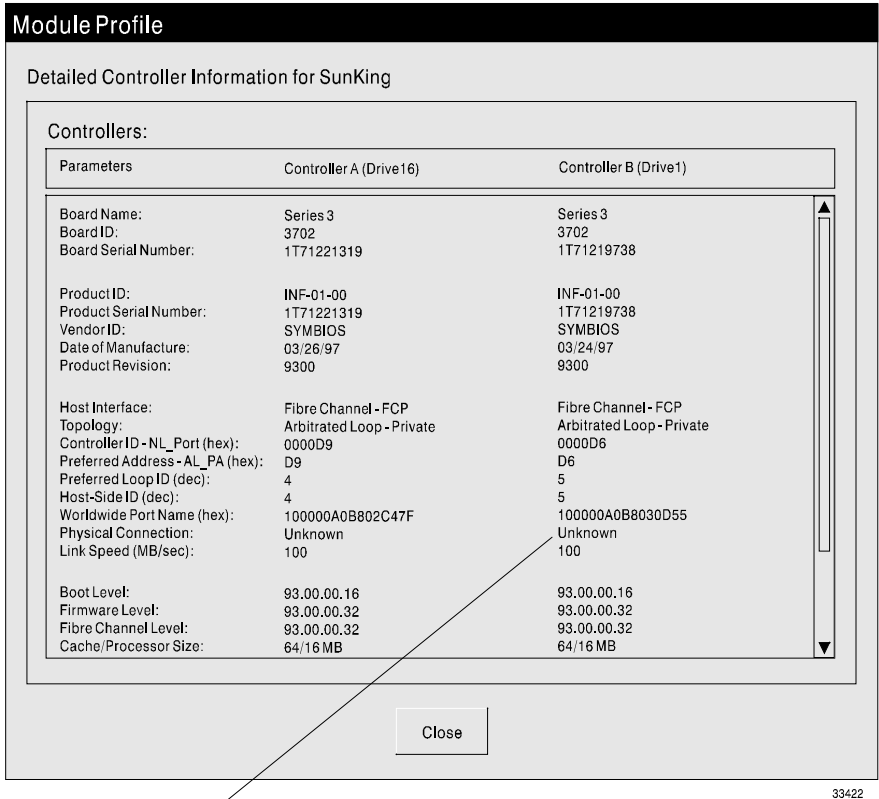 Module Profile
Detailed Controller Information for SunKing
Controllers:
Parameters Controller A (Drive16) Controller B (Drive1)
Board Name: Series 3 Series 3
Board ID: 3702 3702
Board Serial Number: 1T71221319 1T71219738
Product ID: INF-01-00 INF-01-00
Product Serial Number: 1T71221319 1T71219738
Vendor ID: SYMBIOS SYMBIOS
Date of Manufacture: 03/26/97 03/24/97
Product Revision: 9300 9300
Host Interface: Fibre Channel - FCP Fibre Channel - FCP
Topology: Arbitrated Loop - Private Arbitrated Loop - Private
Controller ID - NL_Port (hex): 0000D9 0000D6
Preferred Address - AL_PA (hex): D9 D6
Preferred Loop ID (dec): 4 5
Host-Side ID (dec): 4 5
Worldwide Port Name (hex): 100000A0B802C47F 100000A0B8030D55
Physical Connection: Unknown Unknown
Link Speed (MB/sec): 100 100
Boot Level: 93.00.00.16 93.00.00.16
Firmware Level: 93.00.00.32 93.00.00.32
Fibre Channel Level: 93.00.00.32 93.00.00.32
Cache/Processor Size: 64/16 MB 64/16 MB
Close
33422